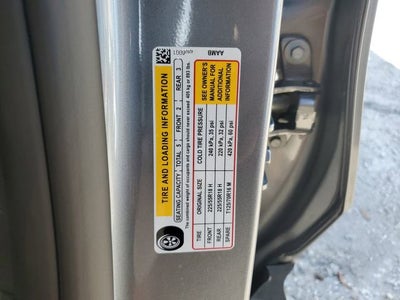 AAMB
TIRE AND LOADING INFORMATION
SEATING CAPACITY TOTAL 5 FRONT 2 REAR 3
The combined weight of occupants and cargo should never exceed 405 kg or 893 lbs.
TIRE ORIGINAL SIZE COLD TIRE PRESSURE
FRONT 225/55R18 H 240 kPa, 35 psi
REAR 225/55R18 H 220 kPa, 32 psi
SPARE T125/70R16 M 420 kPa, 60 psi
SEE OWNER'S
MANUAL FOR
ADDITIONAL
INFORMATION